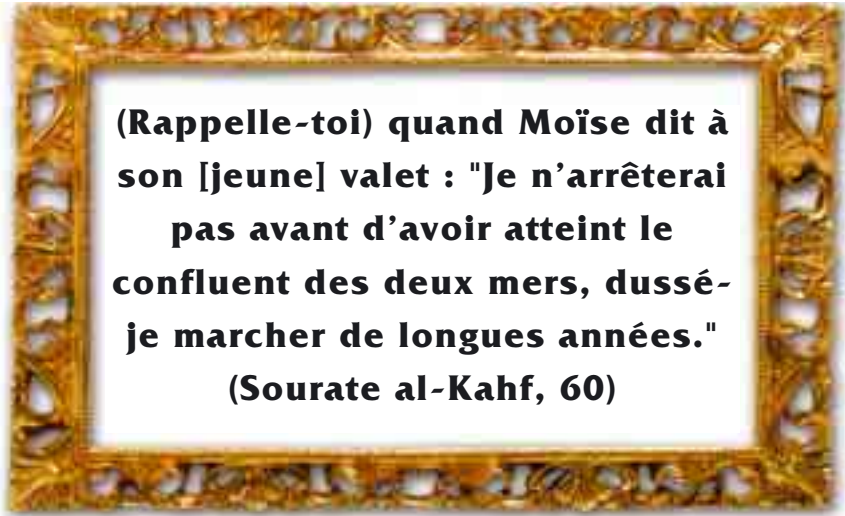 (Rappelle-toi) quand Moïse dit à
son [jeune] valet : "Je n’arrêterai
pas avant d’avoir atteint le
confluent des deux mers, dussé-
je marcher de longues années."
(Sourate al-Kahf, 60)